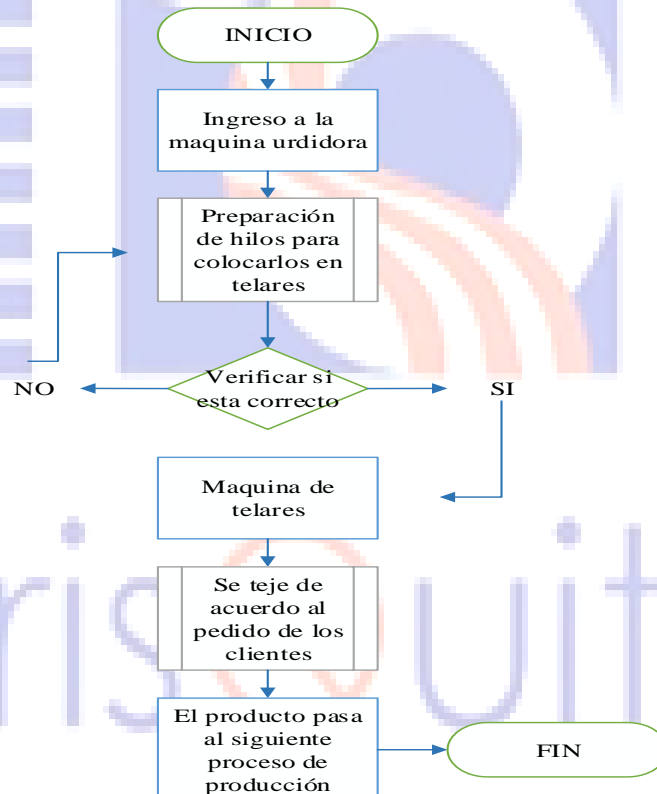 INICIO
Ingreso a la
maquina urdidora
Preparación
de hilos para
colocarlos en
telares
Verificar si
esta correcto
NO
SI
Maquina de
telares
Se teje de
acuerdo al
pedido de los
clientes
El producto pasa
al siguiente
proceso de
producción
FIN